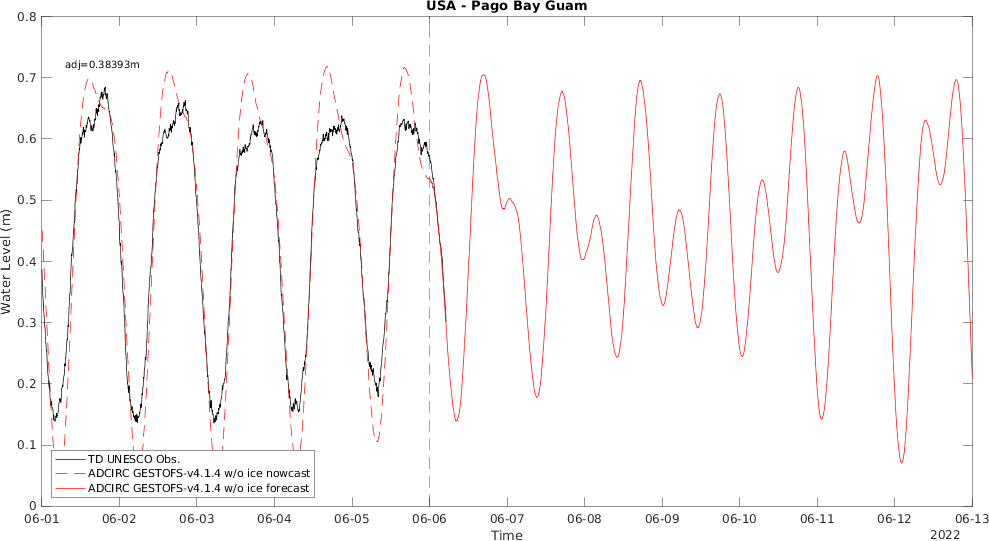 USA - Pago Bay Guam
adj=0.38393m
0.8
0.7
0.6
0.5
0.4
0.3
0.2
0.1
0
Water Level (m)
TD UNESCO Obs.
ADCIRC GESTOFS-v4.1.4 w/o ice nowcast
ADCIRC GESTOFS-v4.1.4 w/o ice forecast
06-01 06-02 06-03 06-04 06-05 06-06 06-07 06-08 06-09 06-10 06-11 06-12 06-13
Time
2022